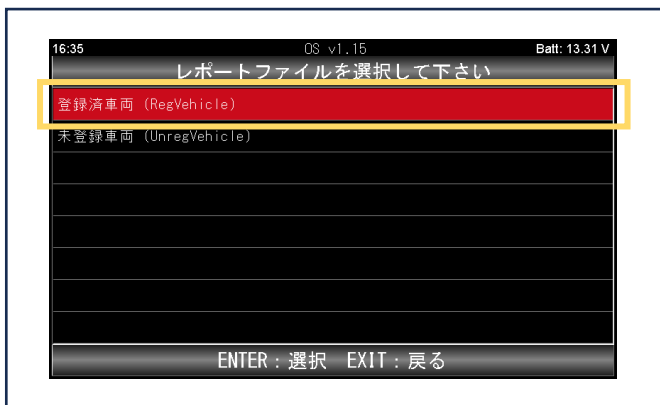 16:35 OS v1.15 Batt: 13.31 V
レポートファイルを選択して下さい
登録済車両 (RegVehicle)
未登録車両 (UnregVehicle)
ENTER：選択 EXIT：戻る